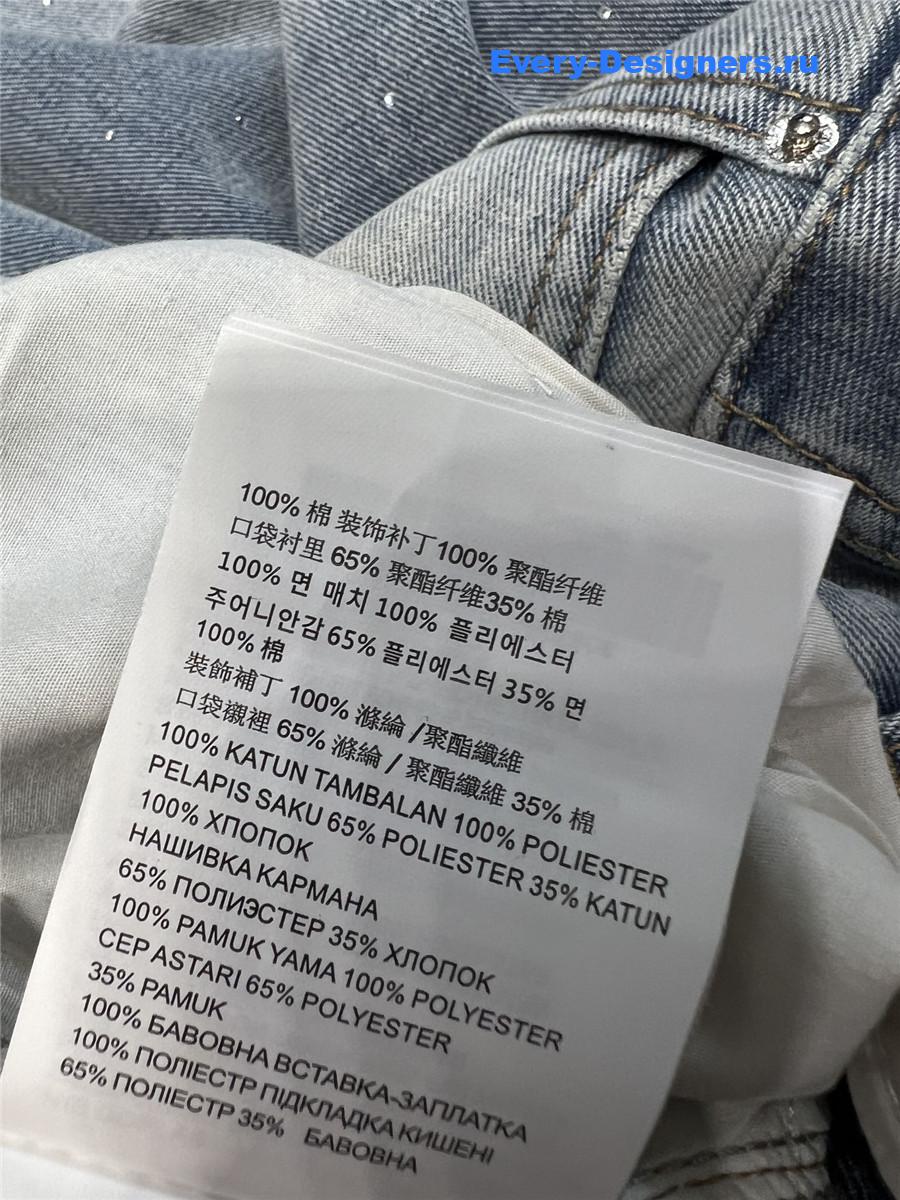 Every-Designers.ru
100% 棉 装饰补丁100% 聚酯纤维
口袋衬里 65% 聚酯纤维35% 棉
100% 면 매치 100% 플리에스터
주어니안감 65% 플리에스터 35% 면
100% 棉
裝飾補丁 100% 滌綸 /聚酯纖維
口袋襯裡 65% 滌綸 / 聚酯纖維 35% 棉
100% KATUN TAMBALAN 100% POLIESTER
PELAPIS SAKU 65% POLIESTER 35% KATUN
100% ХЛОПОК
НАШИВКА КАРМАНА
65% ПОЛИЭСТЕР 35% ХЛОПОК
100% PAMUK YAMA 100% POLYESTER
CEP ASTARI 65% POLYESTER
35% PAMUK
100% БАВОВНА ВСТАВКА-ЗАПЛАТКА
100% ПОЛІЕСТР ПІДКЛАДКА КИШЕНІ
65% ПОЛІЕСТР 35% БАВОВНА